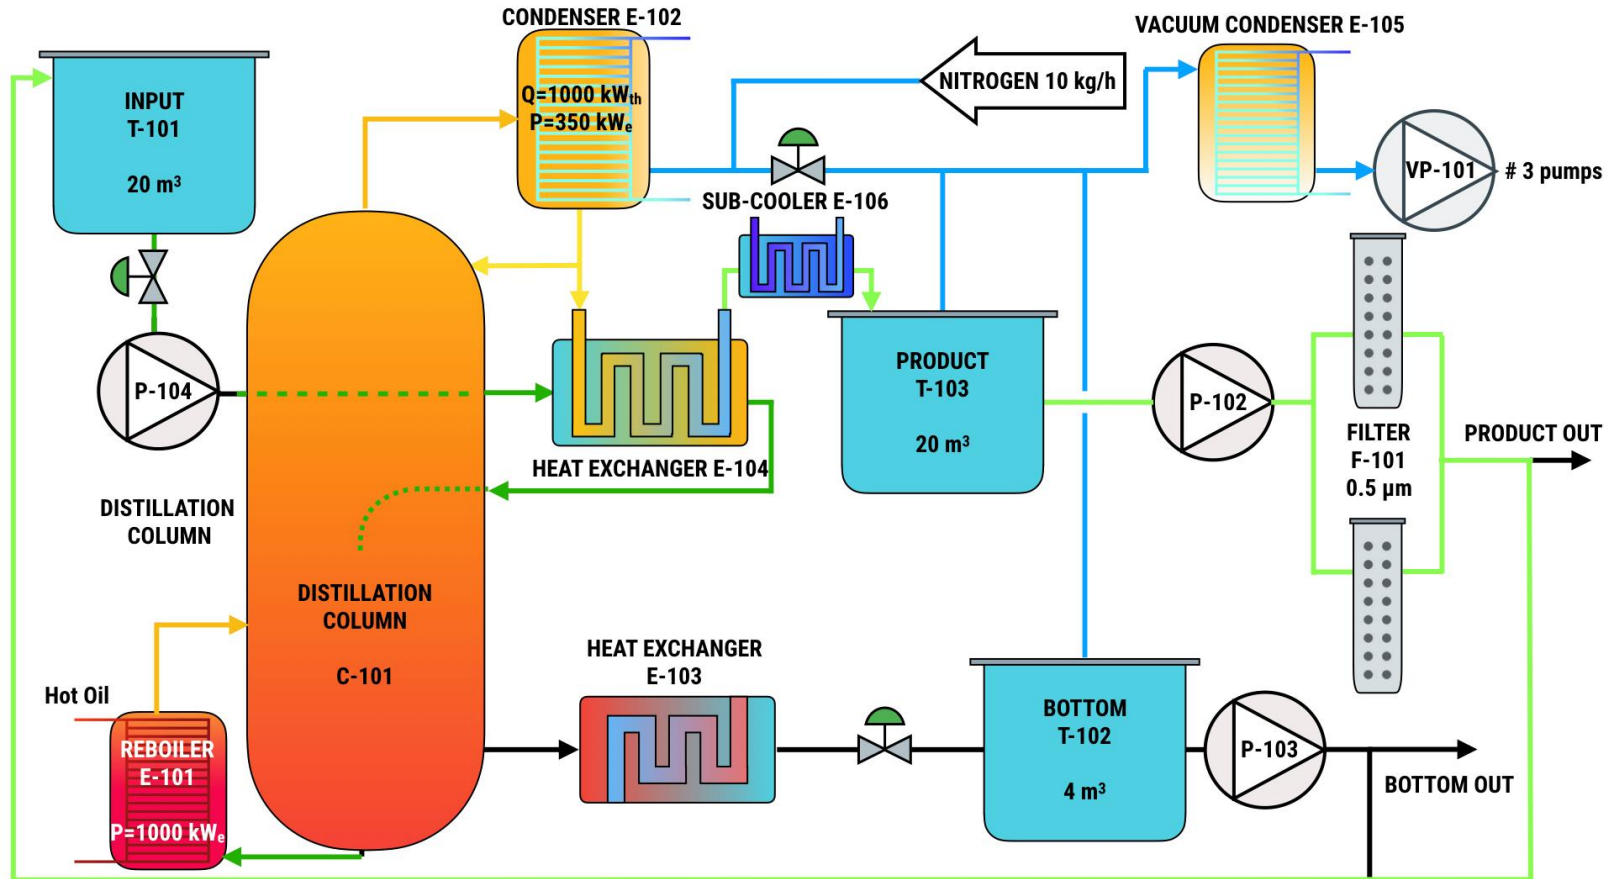 CONDENSER E-102
VACUUM CONDENSER E-105
INPUT
T-101
20 m³
Q=1000 kWth
P=350 kWe
NITROGEN 10 kg/h
VP-101
# 3 pumps
SUB-COOLER E-106
P-104
PRODUCT
T-103
20 m³
P-102
FILTER
F-101
0.5 µm
PRODUCT OUT
HEAT EXCHANGER E-104
DISTILLATION
COLUMN
DISTILLATION
COLUMN
C-101
HEAT EXCHANGER
E-103
Hot Oil
REBOILER
E-101
P=1000 kWe
BOTTOM
T-102
4 m³
P-103
BOTTOM OUT